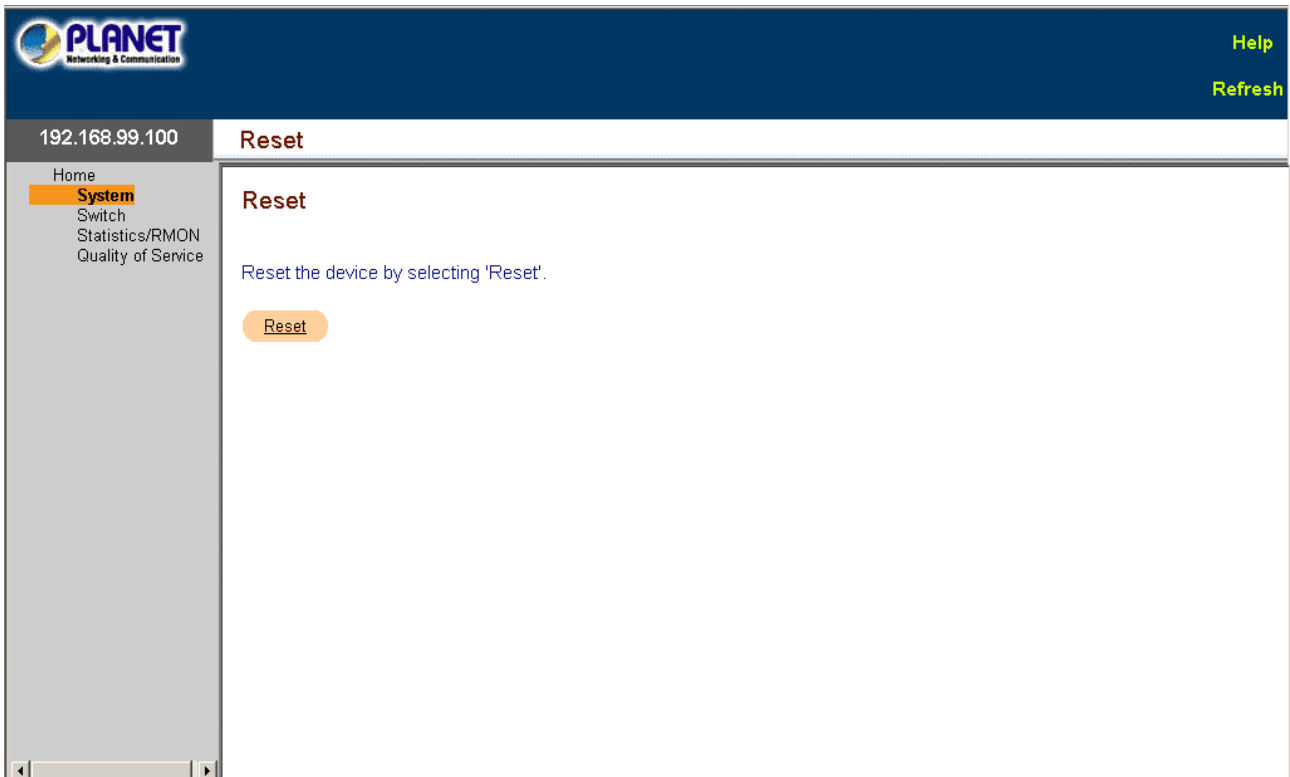 PLANET
Networking & Communication
Help
Refresh
192.168.99.100
Reset
Home
System
Switch
Statistics/RMON
Quality of Service
Reset
Reset the device by selecting 'Reset'.
Reset